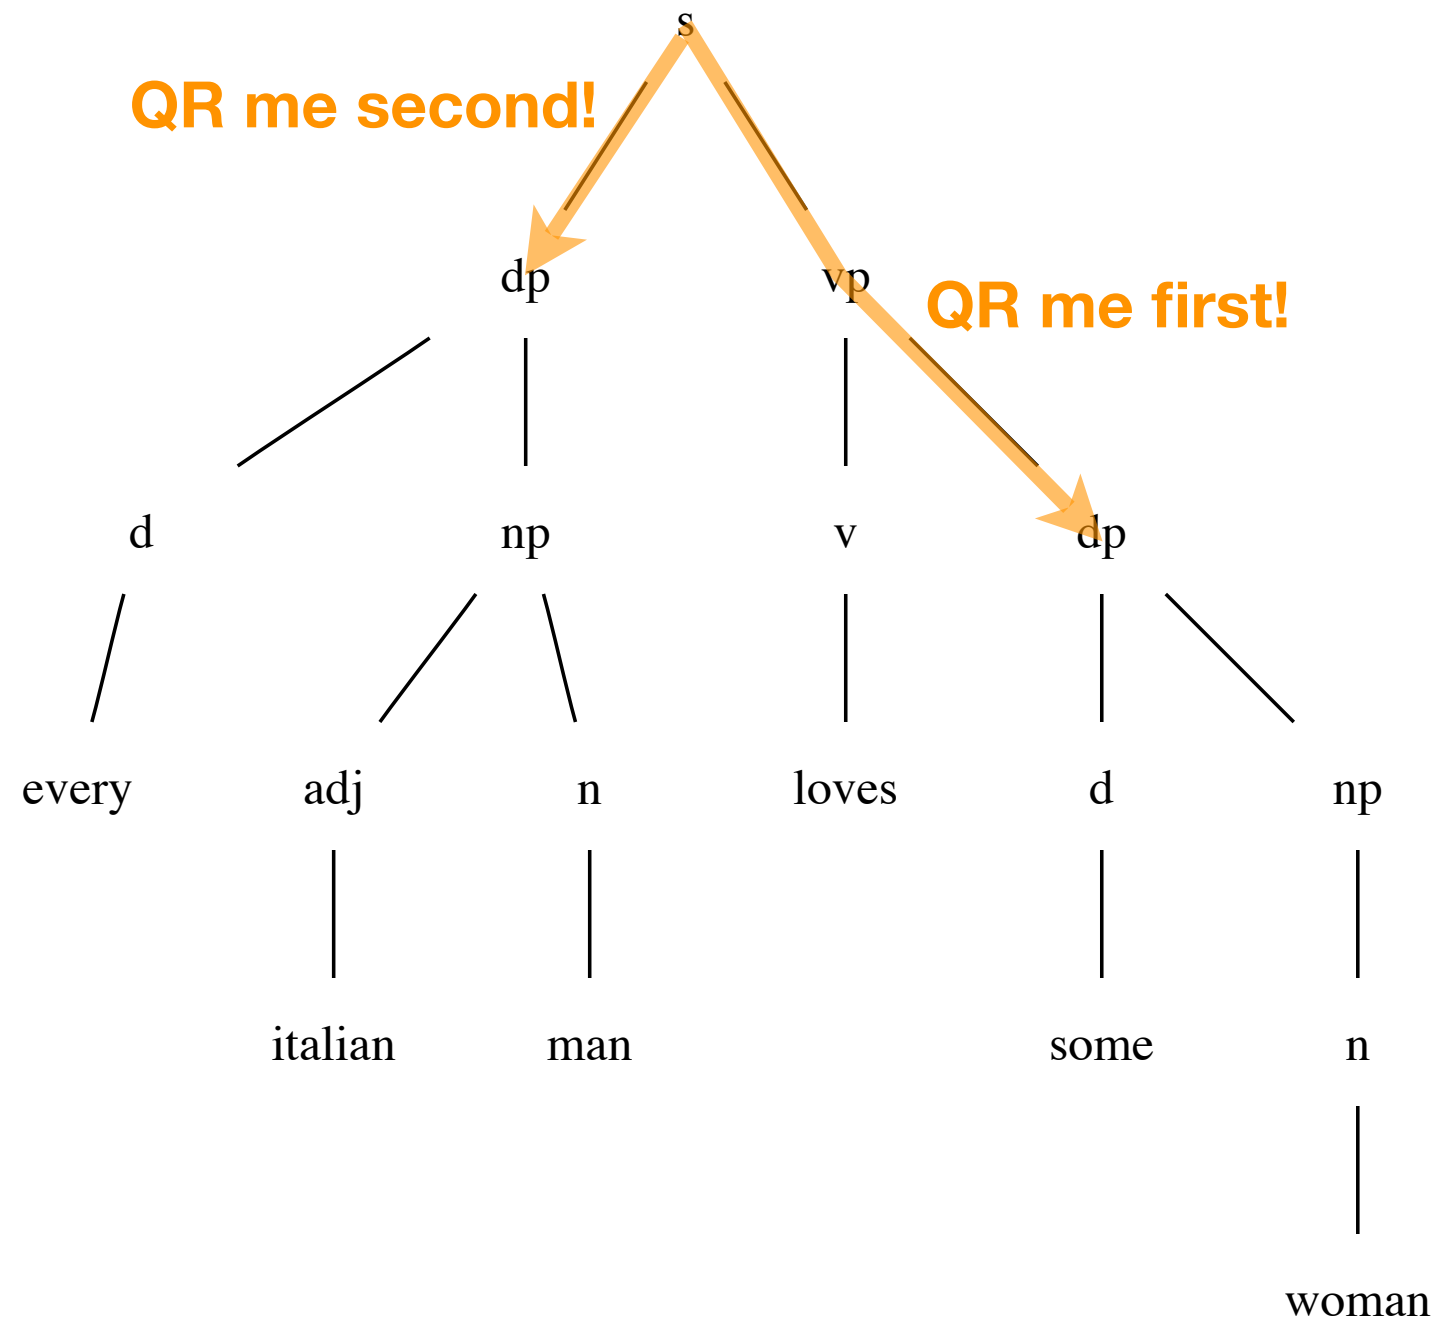 s
QR me second!
dp vp
QR me first!
d np v dp
every adj n loves d np
italian man some n
woman